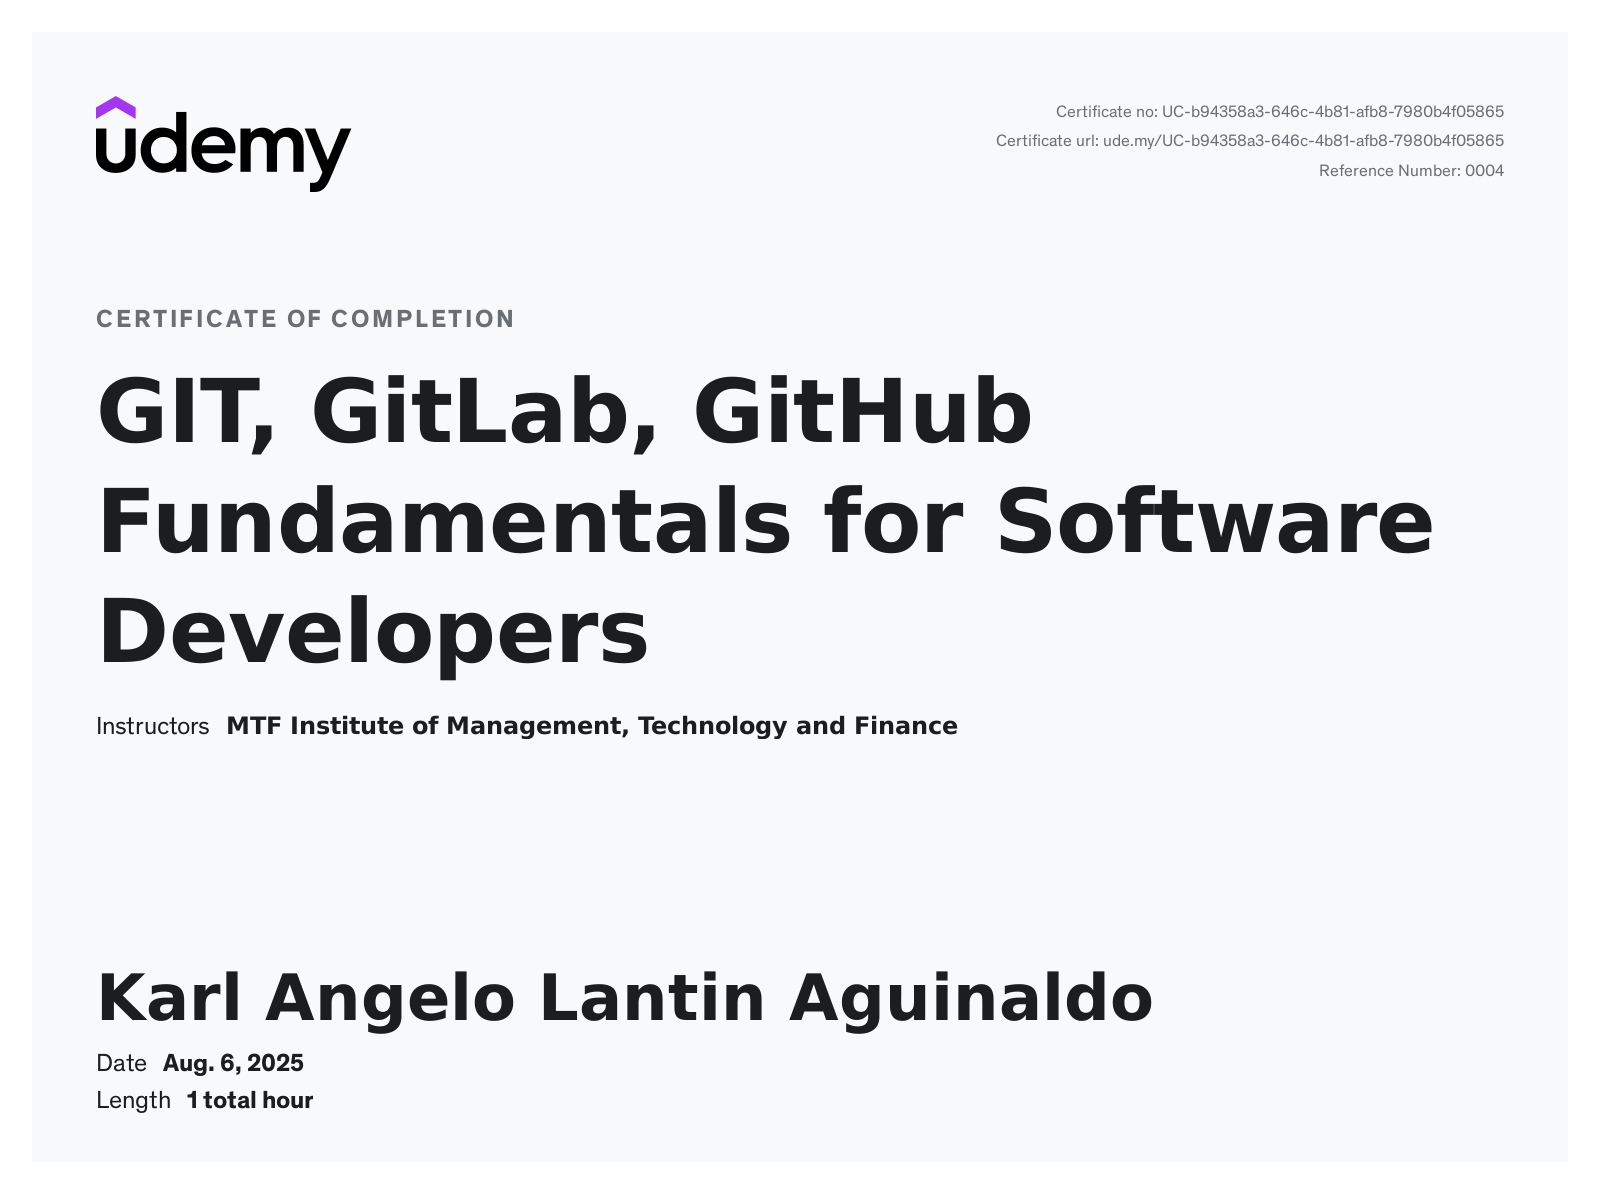 udemy
Certificate no: UC-b94358a3-646c-4b81-afb8-7980b4f05865
Certificate url: ude.my/UC-b94358a3-646c-4b81-afb8-7980b4f05865
Reference Number: 0004
CERTIFICATE OF COMPLETION
GIT, GitLab, GitHub
Fundamentals for Software
Developers
Instructors MTF Institute of Management, Technology and Finance
Karl Angelo Lantin Aguinaldo
Date Aug. 6, 2025
Length 1 total hour